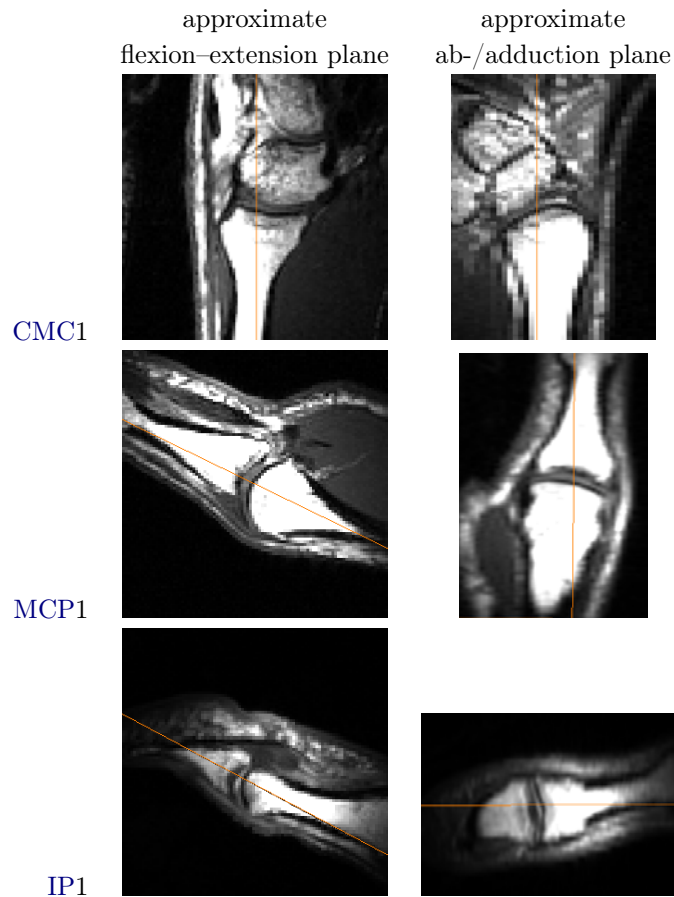 approximate
flexion–extension plane
approximate
ab-/adduction plane
CMC1
MCP1
IP1